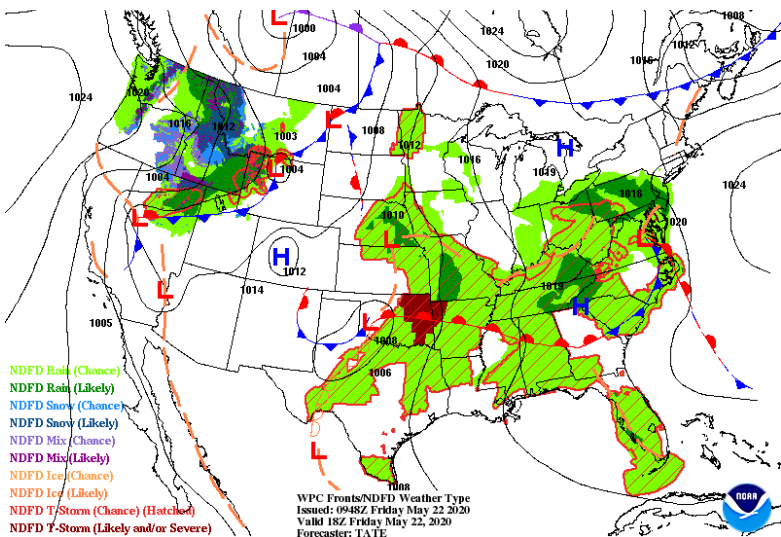 1000
1004
1004
1024
1020
1008
1016
1012
1024
1020
1016
1012
1003
1008
1012
1016
1019
1004
1004
1016
1024
1010
1020
H
L
L
L
L
L
L
L
L
L
H
H
1012
1014
1019
1005
1008
1006
1008
NDFD Rain (Chance)
NDFD Rain (Likely)
NDFD Snow (Chance)
NDFD Snow (Likely)
NDFD Mix (Chance)
NDFD Mix (Likely)
NDFD Ice (Chance)
NDFD Ice (Likely)
NDFD T-Storm (Chance) (Hatched)
NDFD T-Storm (Likely and/or Severe)
WPC Fronts/NDFD Weather Type
Issued: 0948Z Friday May 22 2020
Valid 18Z Friday May 22, 2020
Forecaster: TATE
NOAA